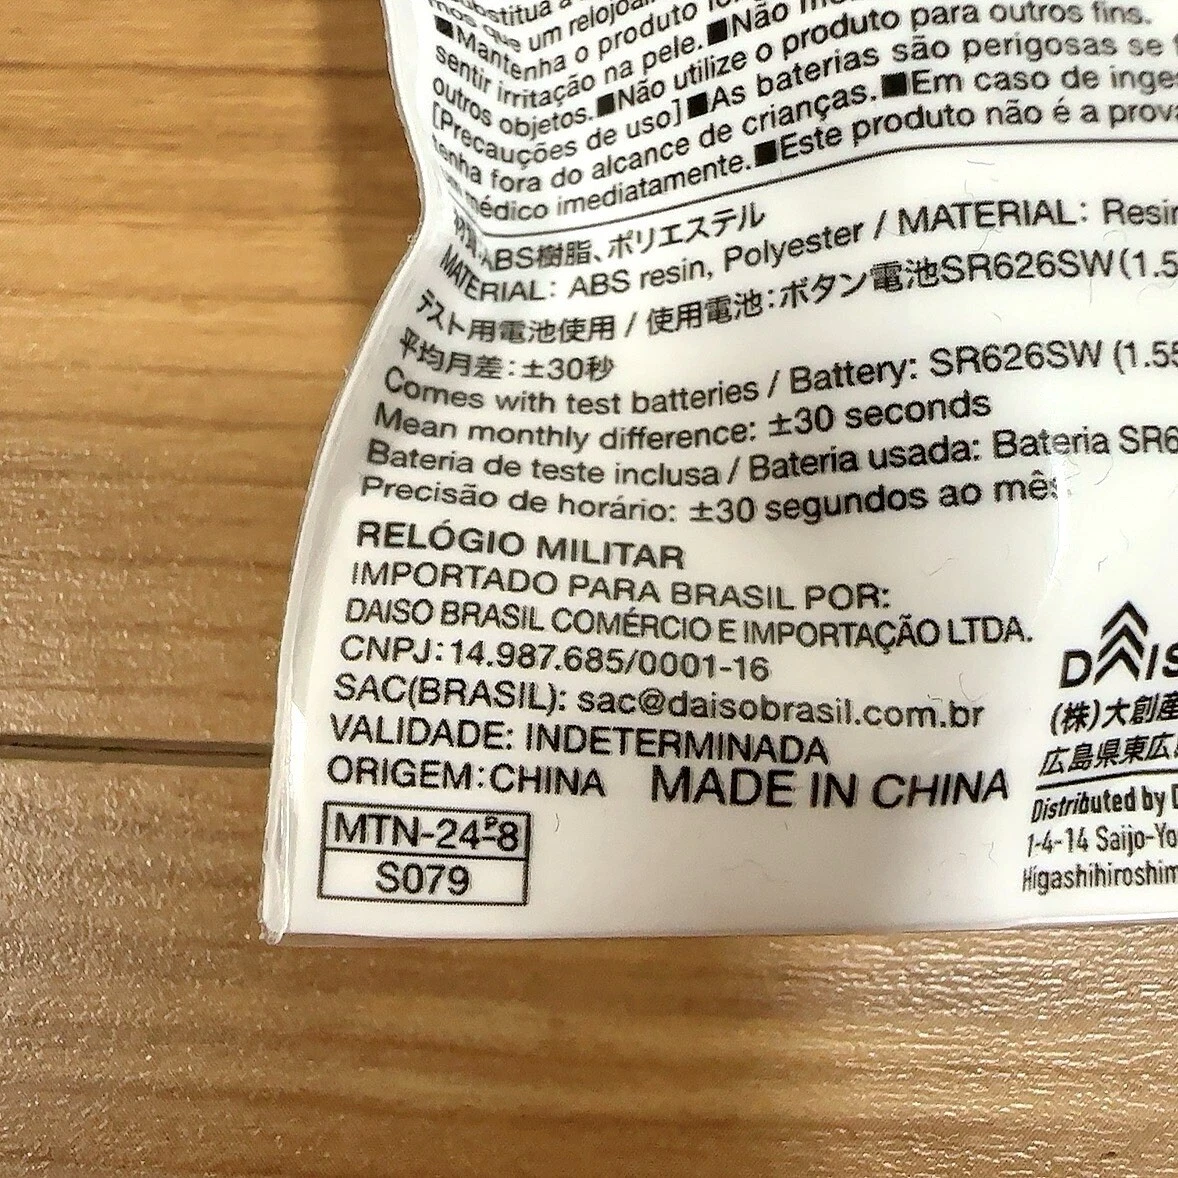 substitua a
mos que um relojoa
■Mantenha o produto
sentir irritação na pele.■Não
outros objetos.■Não utilize o produto para outros fins.
[Precauções de uso]■As baterias são perigosas se
tenha fora do alcance de crianças.■Em caso de inge
um médico imediatamente.■Este produto não é a prova
材質:ABS樹脂、ポリエステル
MATERIAL: ABS resin, Polyester / MATERIAL: Resin
テスト用電池使用 / 使用電池:ボタン電池SR626SW(1.5
平均月差:±30秒
Comes with test batteries / Battery: SR626SW (1.55
Mean monthly difference: ±30 seconds
Bateria de teste inclusa / Bateria usada: Bateria SR6
Precisão de horário: ±30 segundos ao mês
RELÓGIO MILITAR
IMPORTADO PARA BRASIL POR:
DAISO BRASIL COMÉRCIO E IMPORTAÇÃO LTDA.
CNPJ:14.987.685/0001-16
SAC(BRASIL): sac@daisobrasil.com.br
VALIDADE: INDETERMINADA
ORIGEM:CHINA MADE IN CHINA
MTN-24-P8
S079
DAIS
(株)大創産
広島県東広
Distributed by D
1-4-14 Saijo-Yo
Higashihiroshim